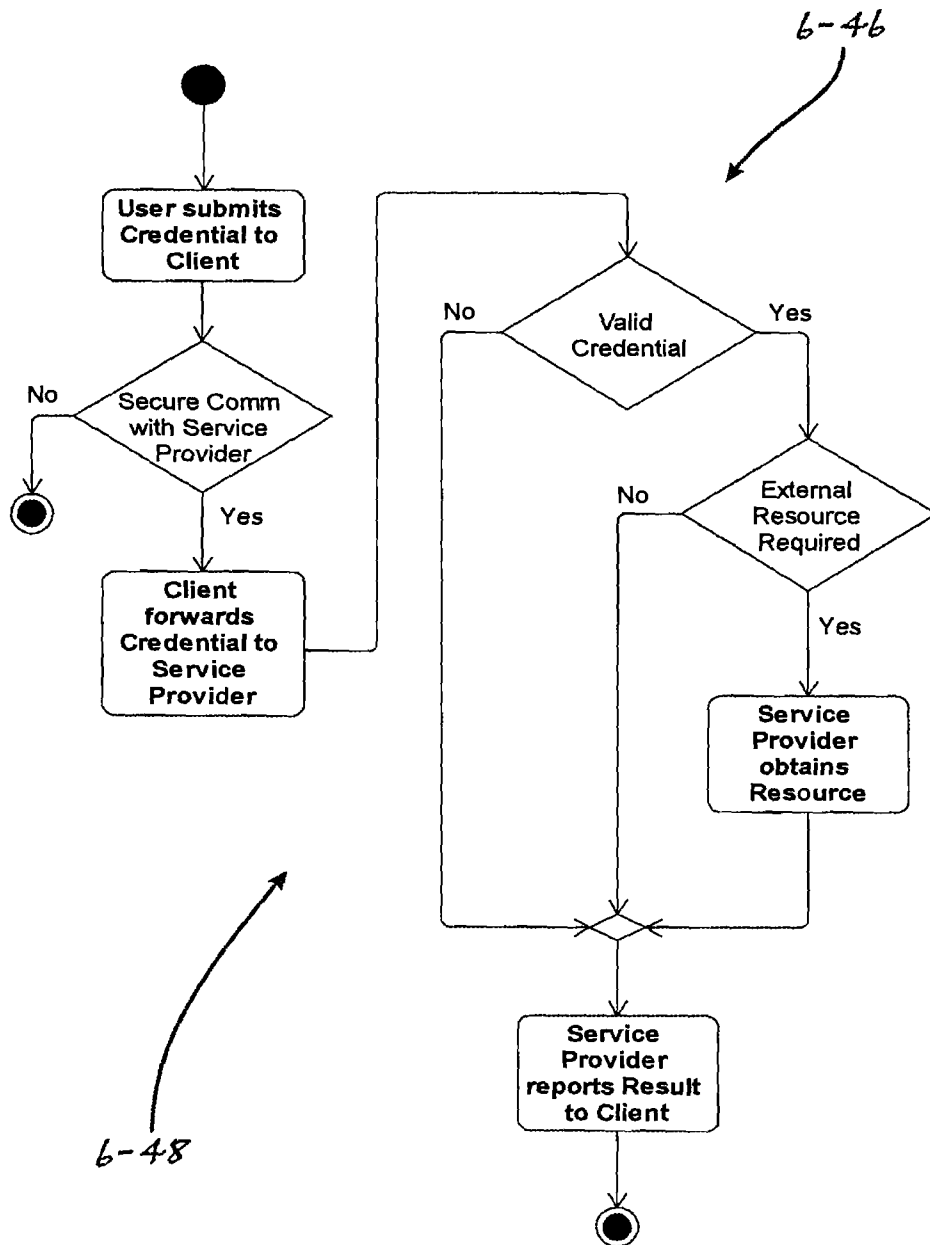 6-46
User submits
Credential to
Client
No
Secure Comm
with Service
Provider
Yes
Client
forwards
Credential to
Service
Provider
No
Valid
Credential
Yes
No
External
Resource
Required
Yes
Service
Provider
obtains
Resource
Service
Provider
reports Result
to Client
6-48